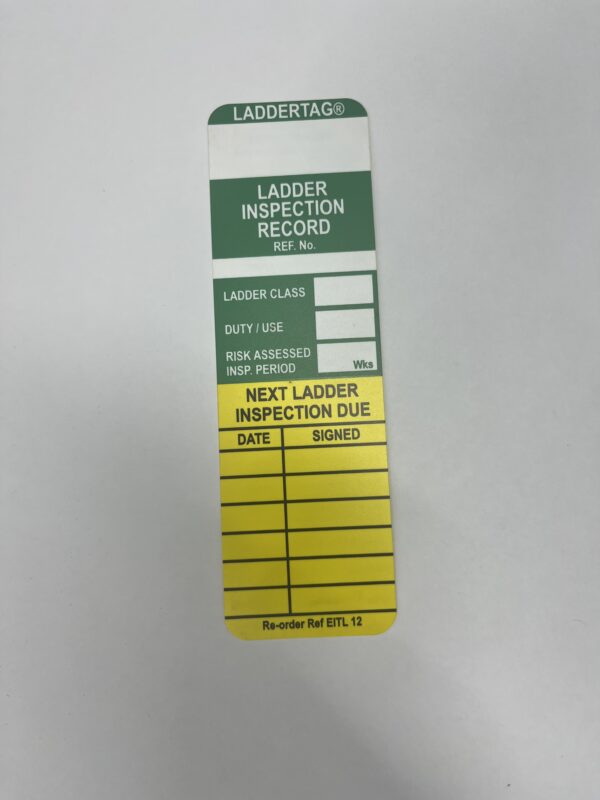 LADDERTAG®
LADDER
INSPECTION
RECORD
REF. No.
LADDER CLASS
DUTY / USE
RISK ASSESSED
INSP. PERIOD
Wks
NEXT LADDER
INSPECTION DUE
DATE SIGNED
Re-order Ref EITL 12